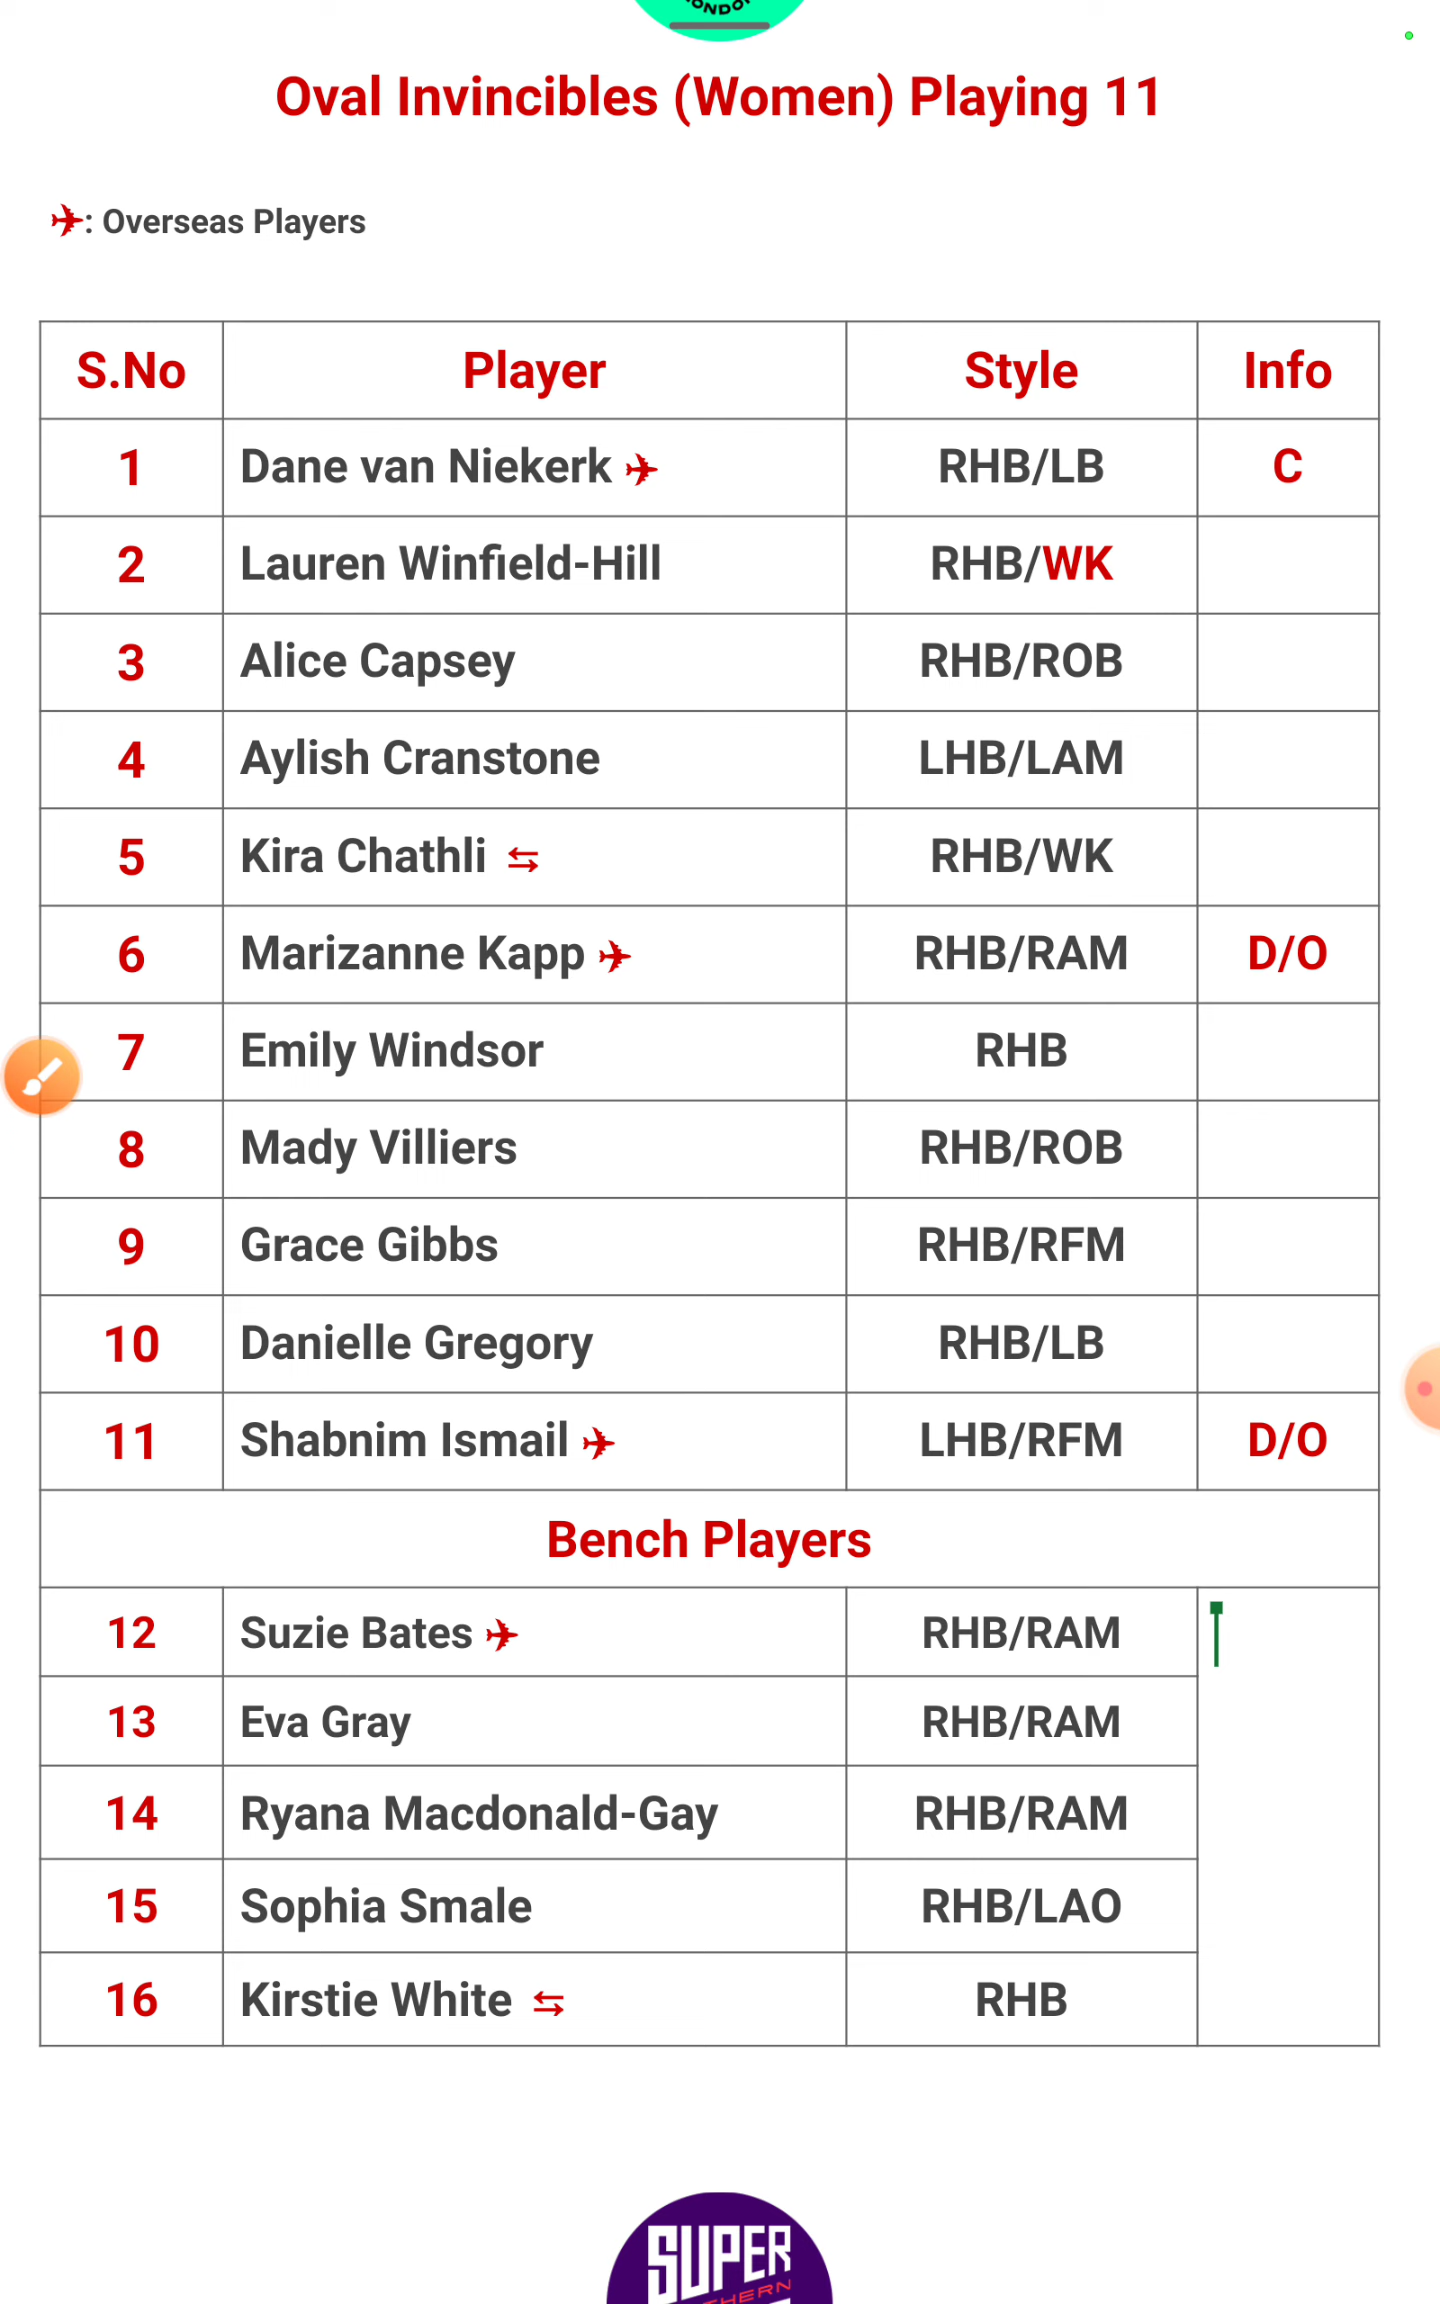 Oval Invincibles (Women) Playing 11
✈: Overseas Players
S.No Player Style Info
1 Dane van Niekerk ✈ RHB/LB C
2 Lauren Winfield-Hill RHB/WK
3 Alice Capsey RHB/ROB
4 Aylish Cranstone LHB/LAM
5 Kira Chathli ⇆ RHB/WK
6 Marizanne Kapp ✈ RHB/RAM D/O
7 Emily Windsor RHB
8 Mady Villiers RHB/ROB
9 Grace Gibbs RHB/RFM
10 Danielle Gregory RHB/LB
11 Shabnim Ismail ✈ LHB/RFM D/O
Bench Players
12 Suzie Bates ✈ RHB/RAM
13 Eva Gray RHB/RAM
14 Ryana Macdonald-Gay RHB/RAM
15 Sophia Smale RHB/LAO
16 Kirstie White ⇆ RHB
SUPER